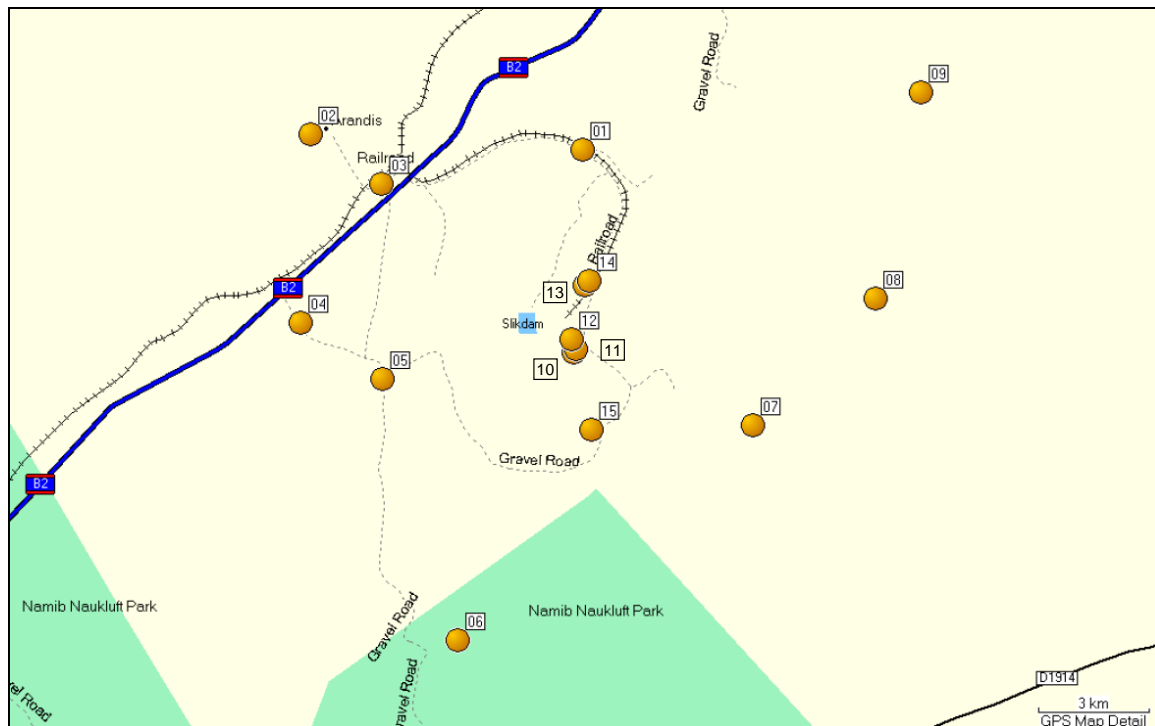 B2
09
Gravel Road
02
Arandis
01
Railroad
03
Railroad
14
13
08
B2
04
Slikdam
12
11
10
05
15
07
Gravel Road
B2
Namib Naukluft Park
Namib Naukluft Park
06
Gravel Road
Gravel Road
Road
D1914
3 km
GPS Map Detail